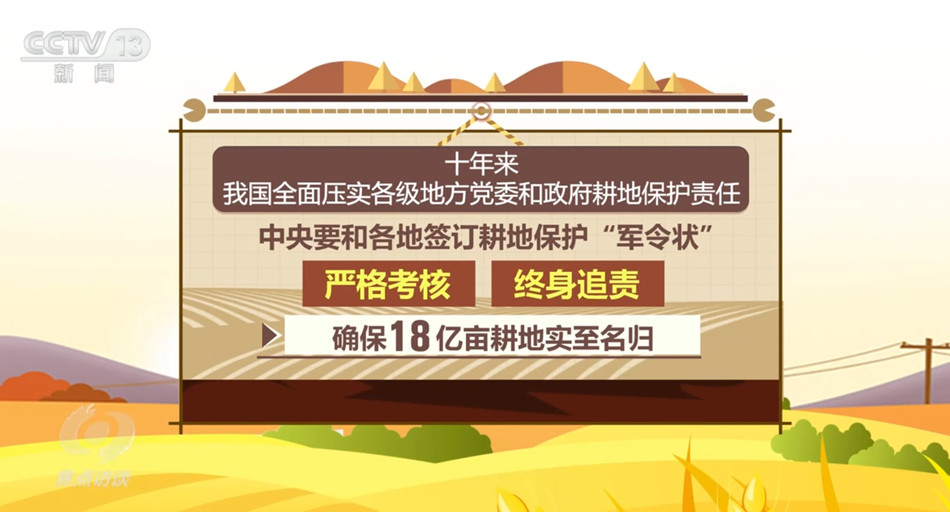 CCTV 13
新闻
十年来
我国全面压实各级地方党委和政府耕地保护责任
中央要和各地签订耕地保护“军令状”
严格考核 终身追责
确保18亿亩耕地实至名归
焦点访谈